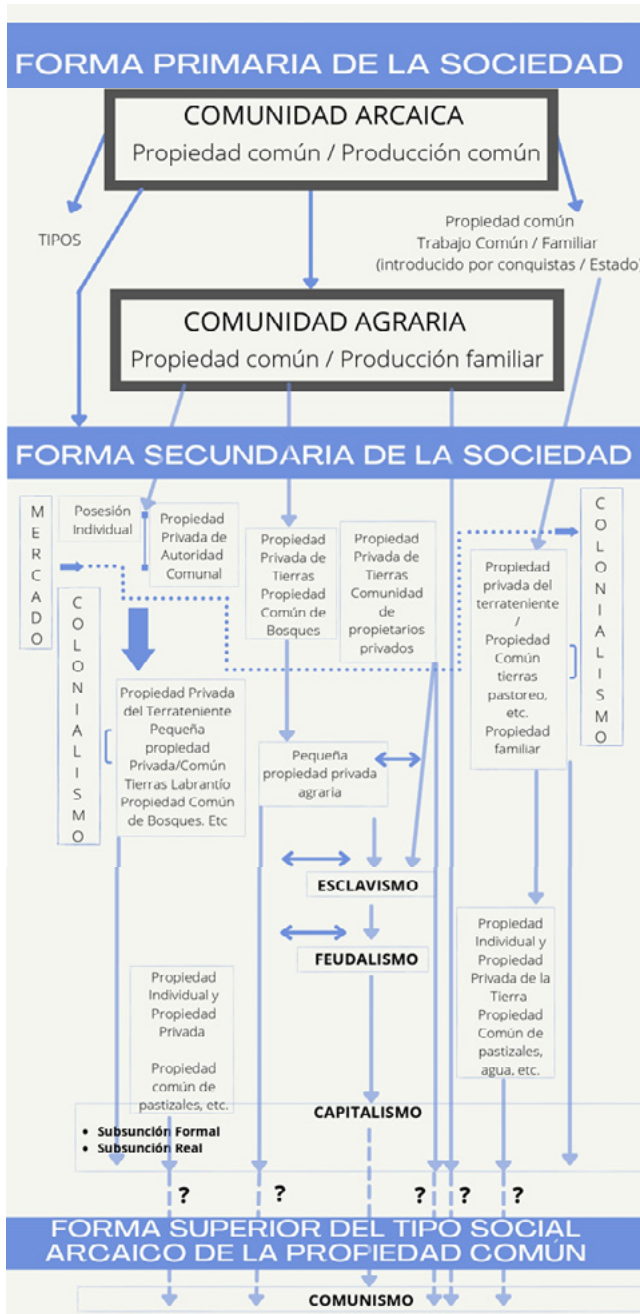 FORMA PRIMARIA DE LA SOCIEDAD
COMUNIDAD ARCAICA
Propiedad común / Producción común
TIPOS
Propiedad común
Trabajo Común / Familiar
(introducido por conquistas / Estado)
COMUNIDAD AGRARIA
Propiedad común / Producción familiar
FORMA SECUNDARIA DE LA SOCIEDAD
MERCADO
Posesión
Individual
Propiedad
Privada de
Autoridad
Comunal
Propiedad
Privada de
Tierras
Propiedad
Común de
Bosques
Propiedad
Privada de
Tierras
Comunidad
de
propietarios
privados
Propiedad
privada del
terrateniente
/
Propiedad
Común
tierras
pastoreo,
etc.
Propiedad
familiar
COLONIALISMO
COLONIALISMO
Propiedad Privada
del Terrateniente
Pequeña
propiedad
Privada/Común
Tierras Labrantío
Propiedad Común
de Bosques. Etc
Pequeña
propiedad privada
agraria
ESCLAVISMO
FEUDALISMO
Propiedad
Individual y
Propiedad
Privada
Propiedad
común de
pastizales, etc.
Propiedad
Individual y
Propiedad
Privada de la
Tierra
Propiedad
Común de
pastizales,
agua, etc.
CAPITALISMO
• Subsunción Formal
• Subsunción Real
? ? ? ? ?
FORMA SUPERIOR DEL TIPO SOCIAL
ARCAICO DE LA PROPIEDAD COMÚN
COMUNISMO